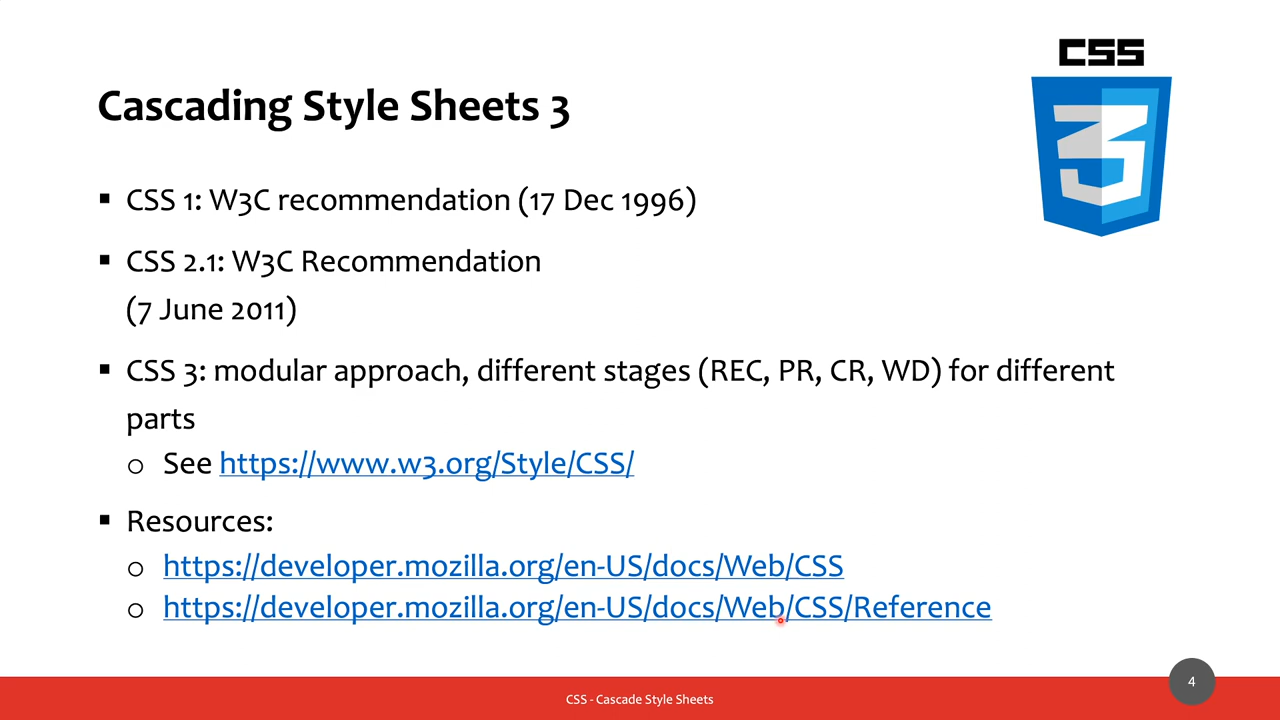 CSS
3
Cascading Style Sheets 3
▪ CSS 1: W3C recommendation (17 Dec 1996)
▪ CSS 2.1: W3C Recommendation
(7 June 2011)
▪ CSS 3: modular approach, different stages (REC, PR, CR, WD) for different
parts
o See https://www.w3.org/Style/CSS/
▪ Resources:
o https://developer.mozilla.org/en-US/docs/Web/CSS
o https://developer.mozilla.org/en-US/docs/Web/CSS/Reference
4
CSS - Cascade Style Sheets